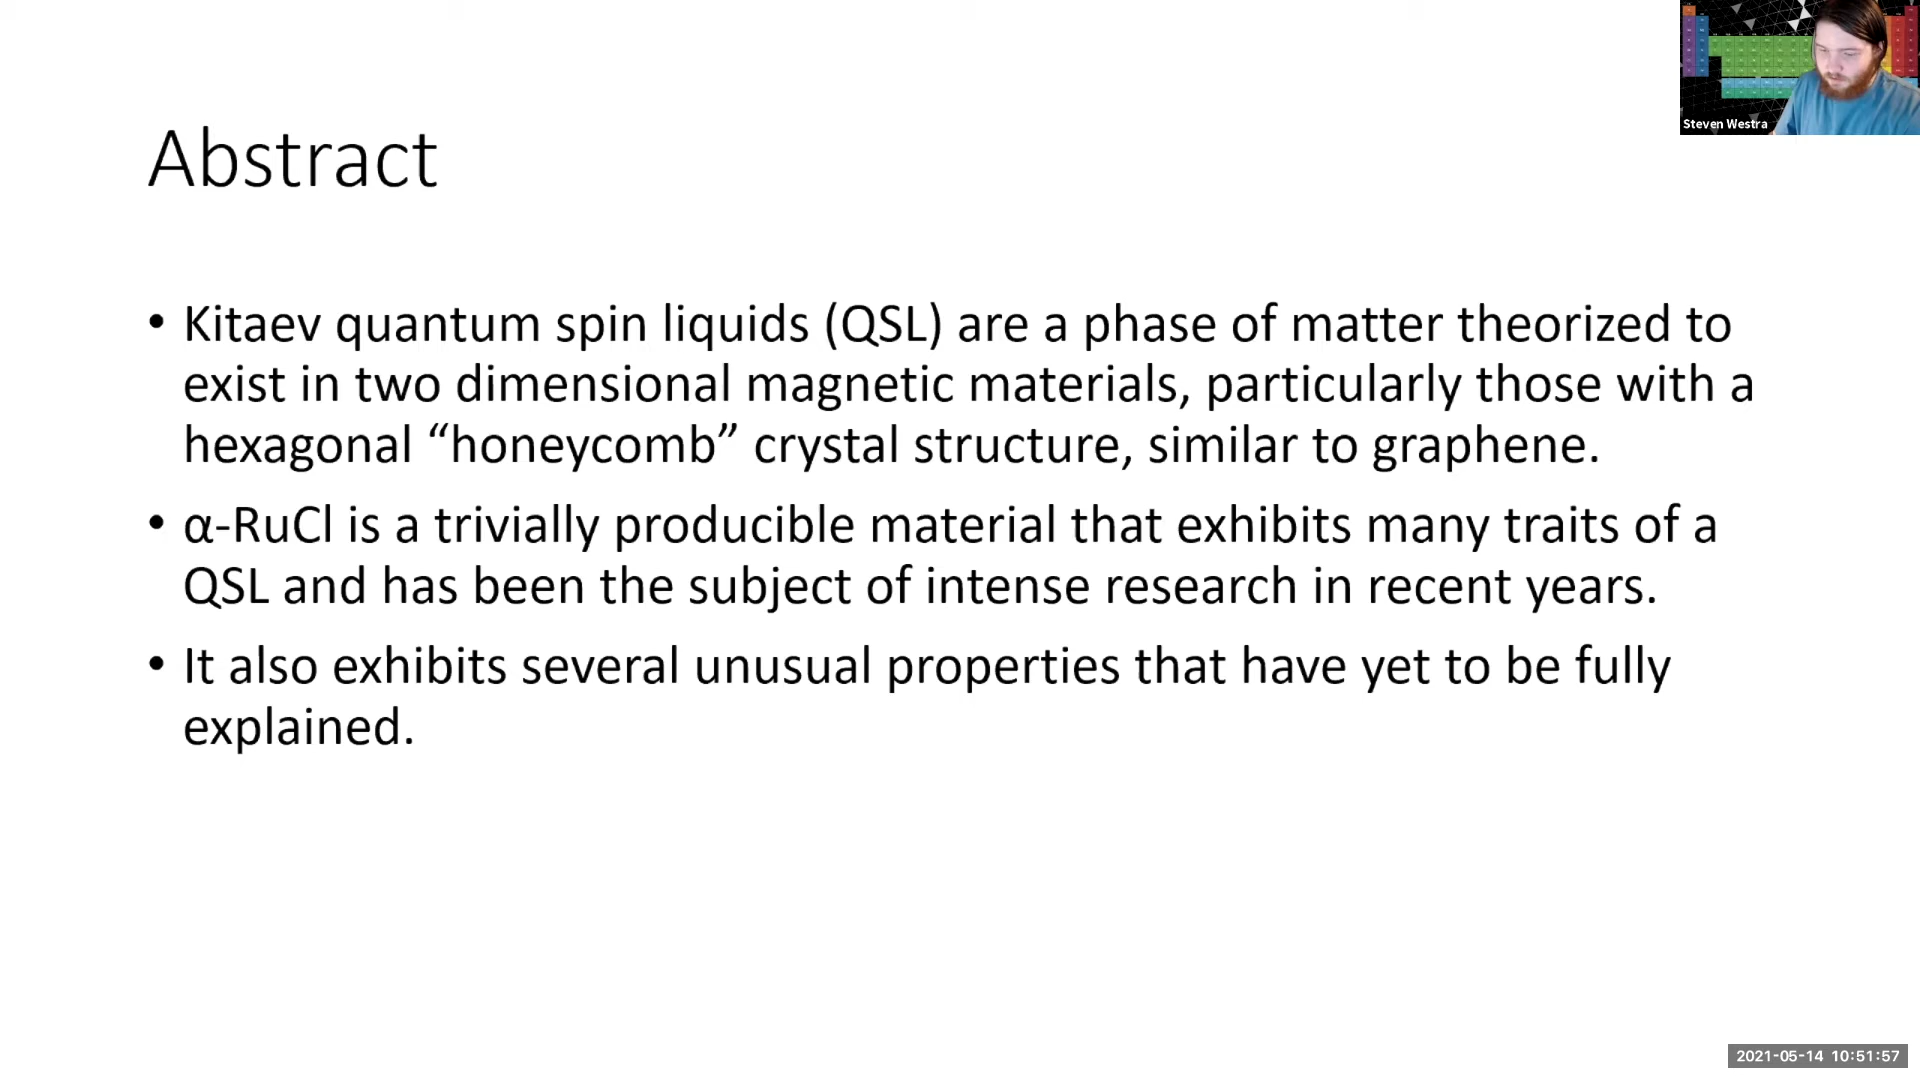 Steven Westra
Abstract
• Kitaev quantum spin liquids (QSL) are a phase of matter theorized to
exist in two dimensional magnetic materials, particularly those with a
hexagonal “honeycomb” crystal structure, similar to graphene.
• α-RuCl is a trivially producible material that exhibits many traits of a
QSL and has been the subject of intense research in recent years.
• It also exhibits several unusual properties that have yet to be fully
explained.
2021-05-14 10:51:57